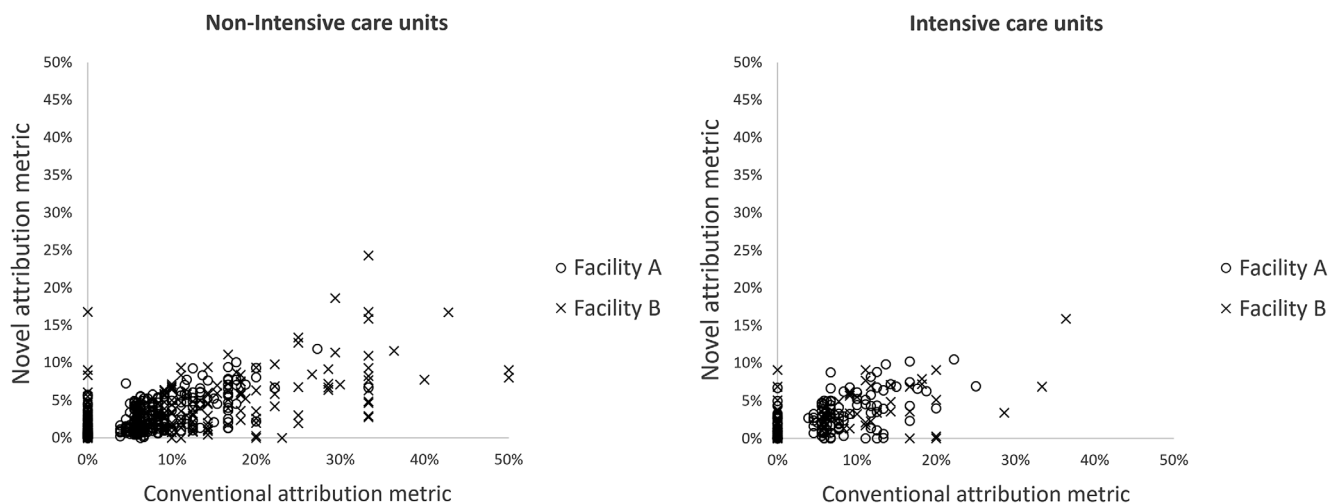 Non-Intensive care units
50%
45%
40%
35%
30%
25%
20%
15%
10%
5%
0%
0% 10% 20% 30% 40% 50%
Novel attribution metric
Conventional attribution metric
Facility A
Facility B
Intensive care units
50%
45%
40%
35%
30%
25%
20%
15%
10%
5%
0%
0% 10% 20% 30% 40% 50%
Novel attribution metric
Conventional attribution metric
Facility A
Facility B